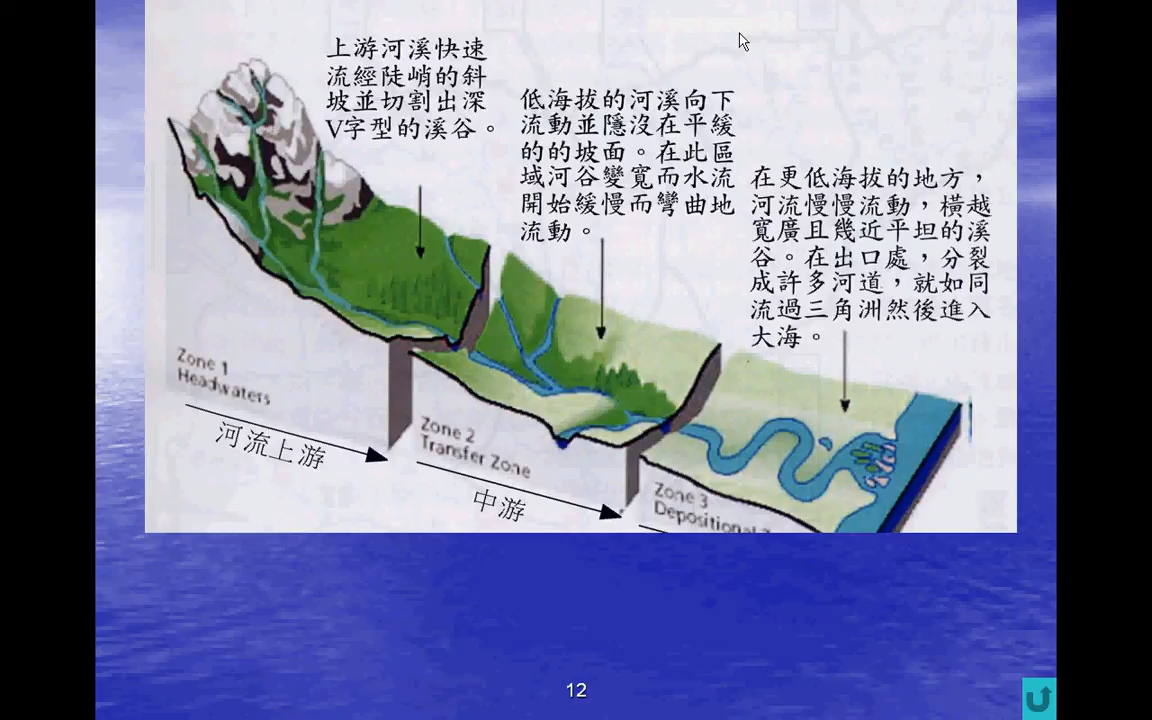 上游河溪快速
流經陡峭的斜
坡並切割出深
V字型的溪谷。
低海拔的河溪向下
流動並隱沒在平緩
的的坡面。在此區
域河谷變寬而水流
開始緩慢而彎曲地
流動。
在更低海拔的地方，
河流慢慢流動，橫越
寬廣且幾近平坦的溪
谷。在出口處，分裂
成許多河道，就如同
流過三角洲然後進入
大海。
Zone 1
Headwaters
河流上游
Zone 2
Transfer Zone
中游
Zone 3
Depositional
12